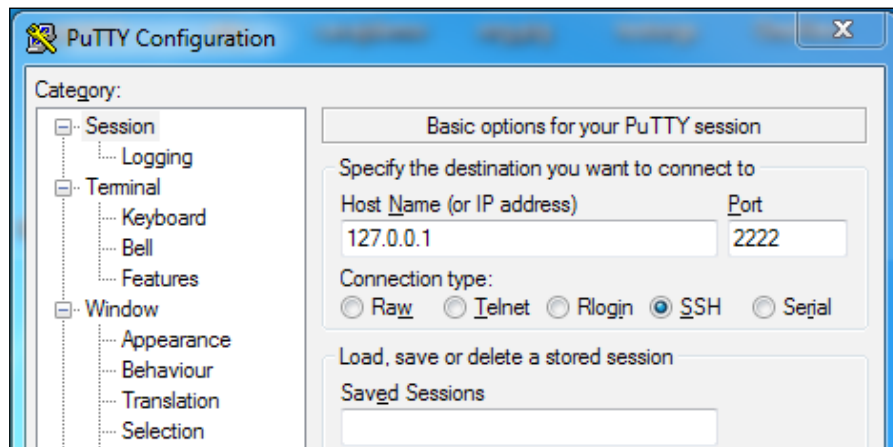 PuTTY Configuration
X
Category:
Session
Logging
Terminal
Keyboard
Bell
Features
Window
Appearance
Behaviour
Translation
Selection
Basic options for your PuTTY session
Specify the destination you want to connect to
Host Name (or IP address) Port
127.0.0.1 2222
Connection type:
Raw Telnet Rlogin SSH Serial
Load, save or delete a stored session
Saved Sessions